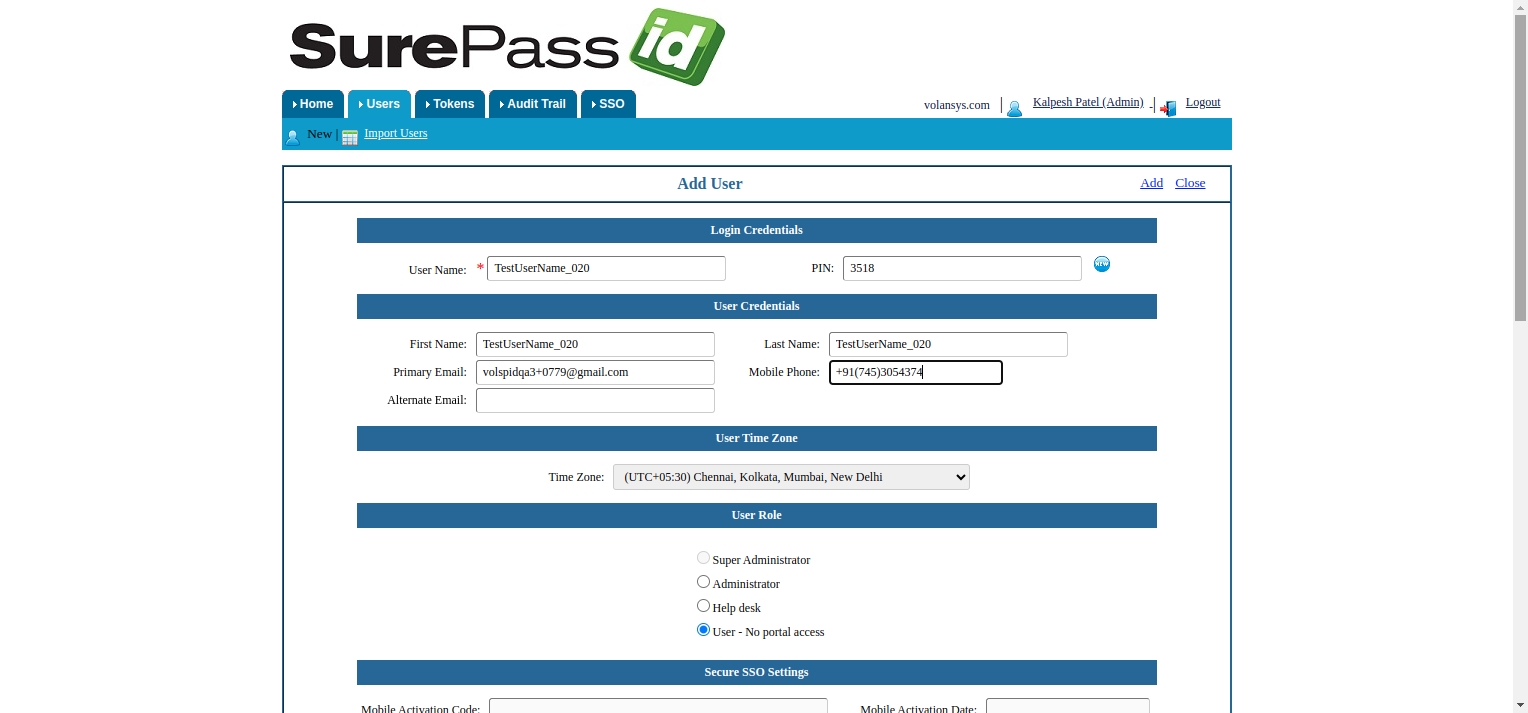 SurePass id
Home Users Tokens Audit Trail SSO
volansys.com | Kalpesh Patel (Admin) - | Logout
New | Import Users
Add User Add Close
Login Credentials
User Name: * TestUserName_020 PIN: 3518 NEW
User Credentials
First Name: TestUserName_020 Last Name: TestUserName_020
Primary Email: volspidqa3+0779@gmail.com Mobile Phone: +91(745)3054374
Alternate Email:
User Time Zone
Time Zone: (UTC+05:30) Chennai, Kolkata, Mumbai, New Delhi
User Role
Super Administrator
Administrator
Help desk
User - No portal access
Secure SSO Settings
Mobile Activation Code: Mobile Activation Date: